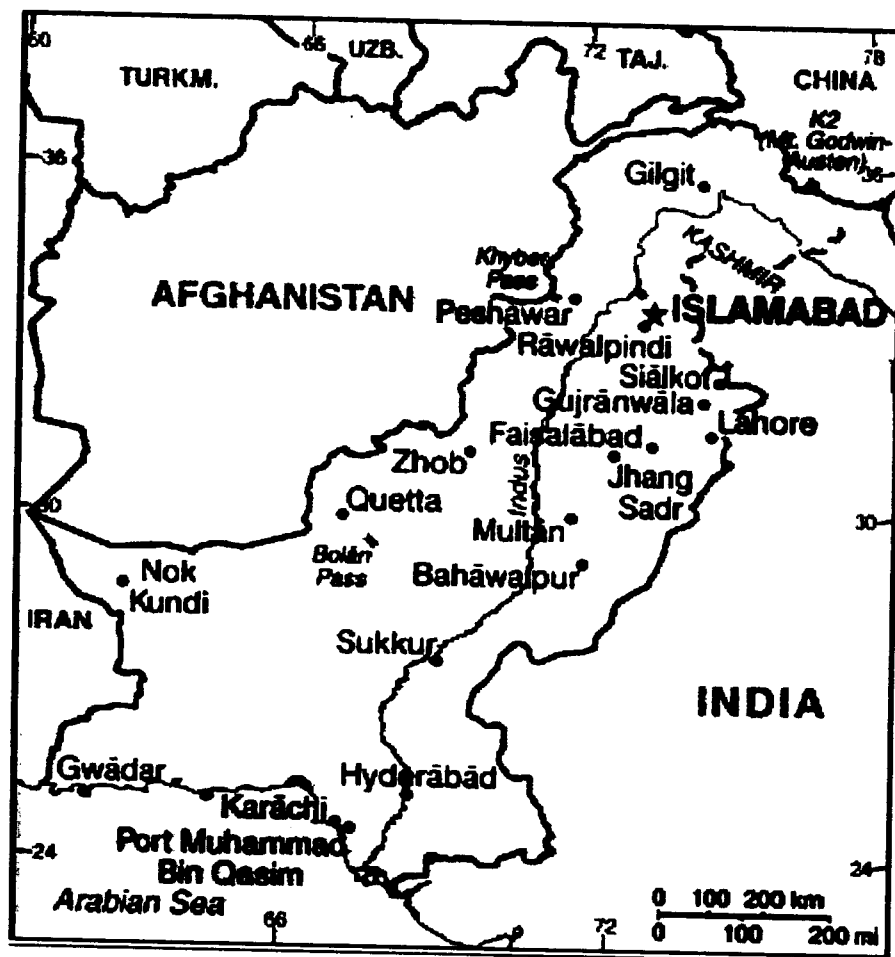 60
66
UZB.
72
TAJ.
78
TURKM.
CHINA
K2
(Mt. Godwin-
Austen)
36
36
Gilgit
KASHMIR
Khyber
Pass
AFGHANISTAN
Peshāwar
ISLAMABAD
Rāwalpindi
Siālkot
Gujrānwāla
Lahore
Faisalābād
Zhob
Jhang
Sadr
Indus
Quetta
30
30
Multān
Bolān
Pass
Bahāwalpur
Nok
Kundi
IRAN
Sukkur
INDIA
Gwādar
Hyderābād
Karāchi
Port Muhammad
Bin Qasim
24
24
Arabian Sea
0 100 200 km
0 100 200 mi
66
72